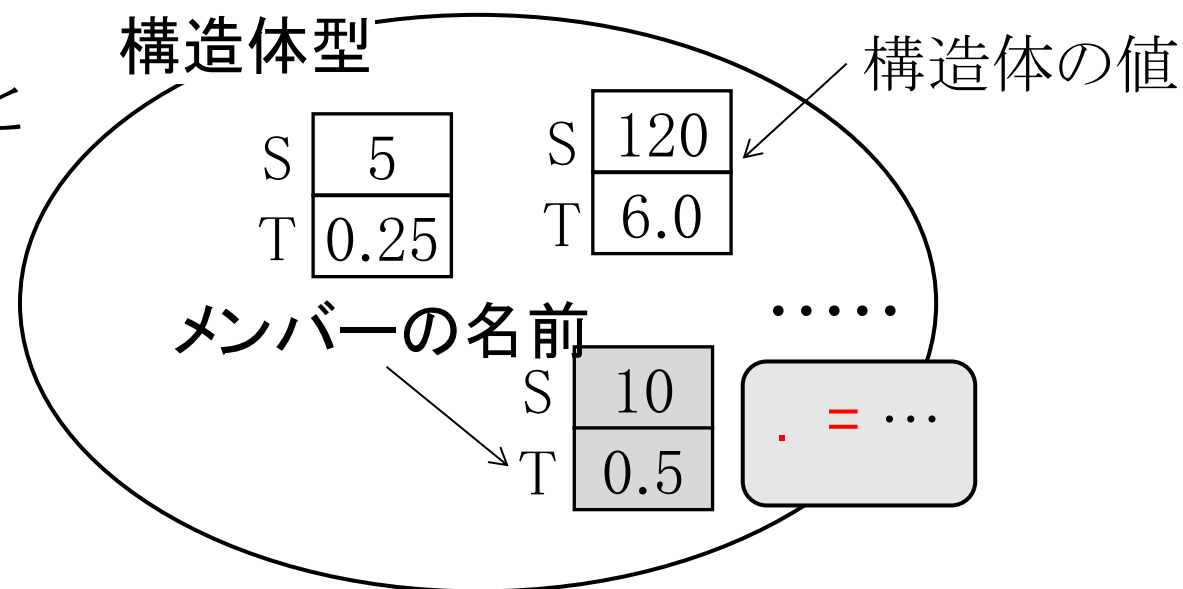 構造体型
構造体の値
と
S 5
T 0.25
S 120
T 6.0
メンバーの名前
・・・・・
S 10
T 0.5
. = …